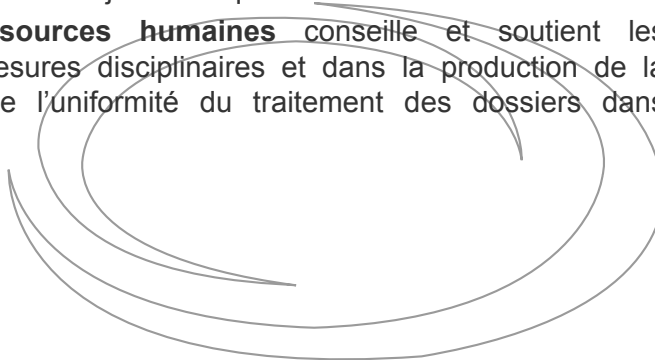 sources humaines conseille et soutient les
esures disciplinaires et dans la production de la
e l’uniformité du traitement des dossiers dans